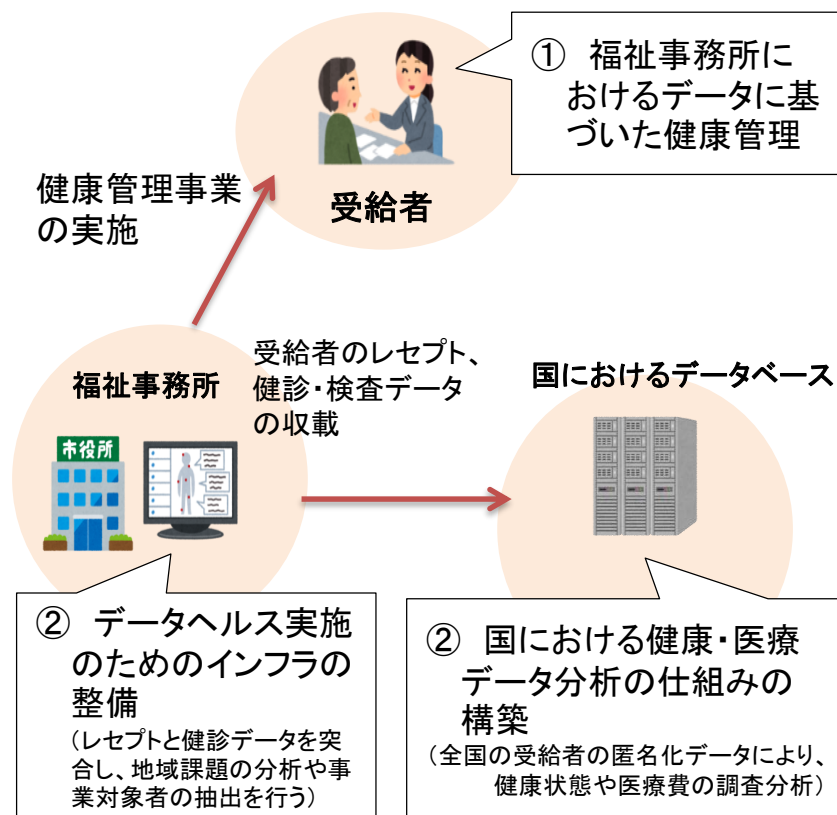 ① 福祉事務所に
おけるデータに基
づいた健康管理
健康管理事業
の実施
受給者
福祉事務所
市役所
受給者のレセプト、
健診・検査データ
の収載
国におけるデータベース
② データヘルス実施
のためのインフラの
整備
(レセプトと健診データを突
合し、地域課題の分析や事
業対象者の抽出を行う)
② 国における健康・医療
データ分析の仕組みの
構築
(全国の受給者の匿名化データにより、
健康状態や医療費の調査分析)